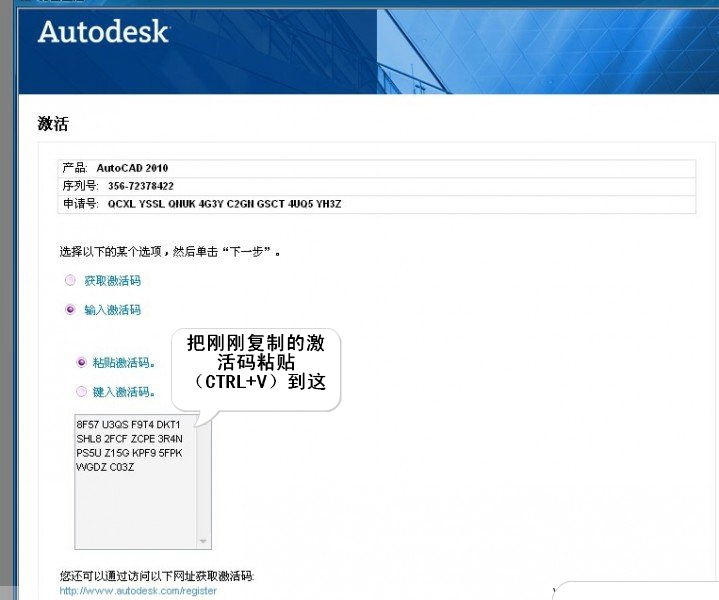 Autodesk
激活
产品: AutoCAD 2010
序列号: 356-72378422
申请号: QCXL YSSL QNUK 4G3Y C2GN GSCT 4UQ5 YH3Z
选择以下的某个选项，然后单击“下一步”。
获取激活码
输入激活码
把刚刚复制的激
活码粘贴
（CTRL+V）到这
粘贴激活码。
键入激活码。
8F57 U3QS F9T4 DKT1
SHL8 2FCF ZCPE 3R4N
PS5U Z15G KPF9 5FPK
WGDZ C03Z
您还可以通过访问以下网址获取激活码:
http://www.autodesk.com/register